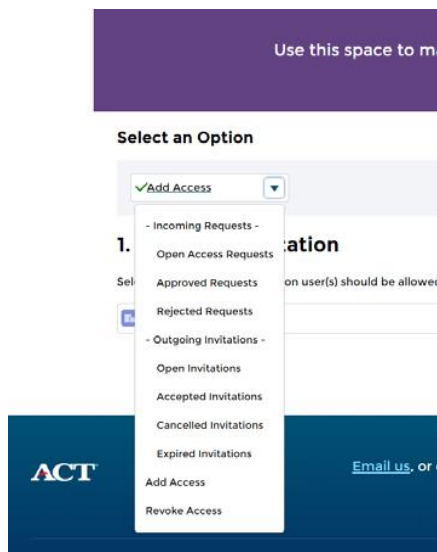 Use this space to ma
Select an Option
Add Access
- Incoming Requests -
Open Access Requests
Approved Requests
Rejected Requests
- Outgoing Invitations -
Open Invitations
Accepted Invitations
Cancelled Invitations
Expired Invitations
Add Access
Revoke Access
1. ation
Sel on user(s) should be allowed
ACT
Email us, or